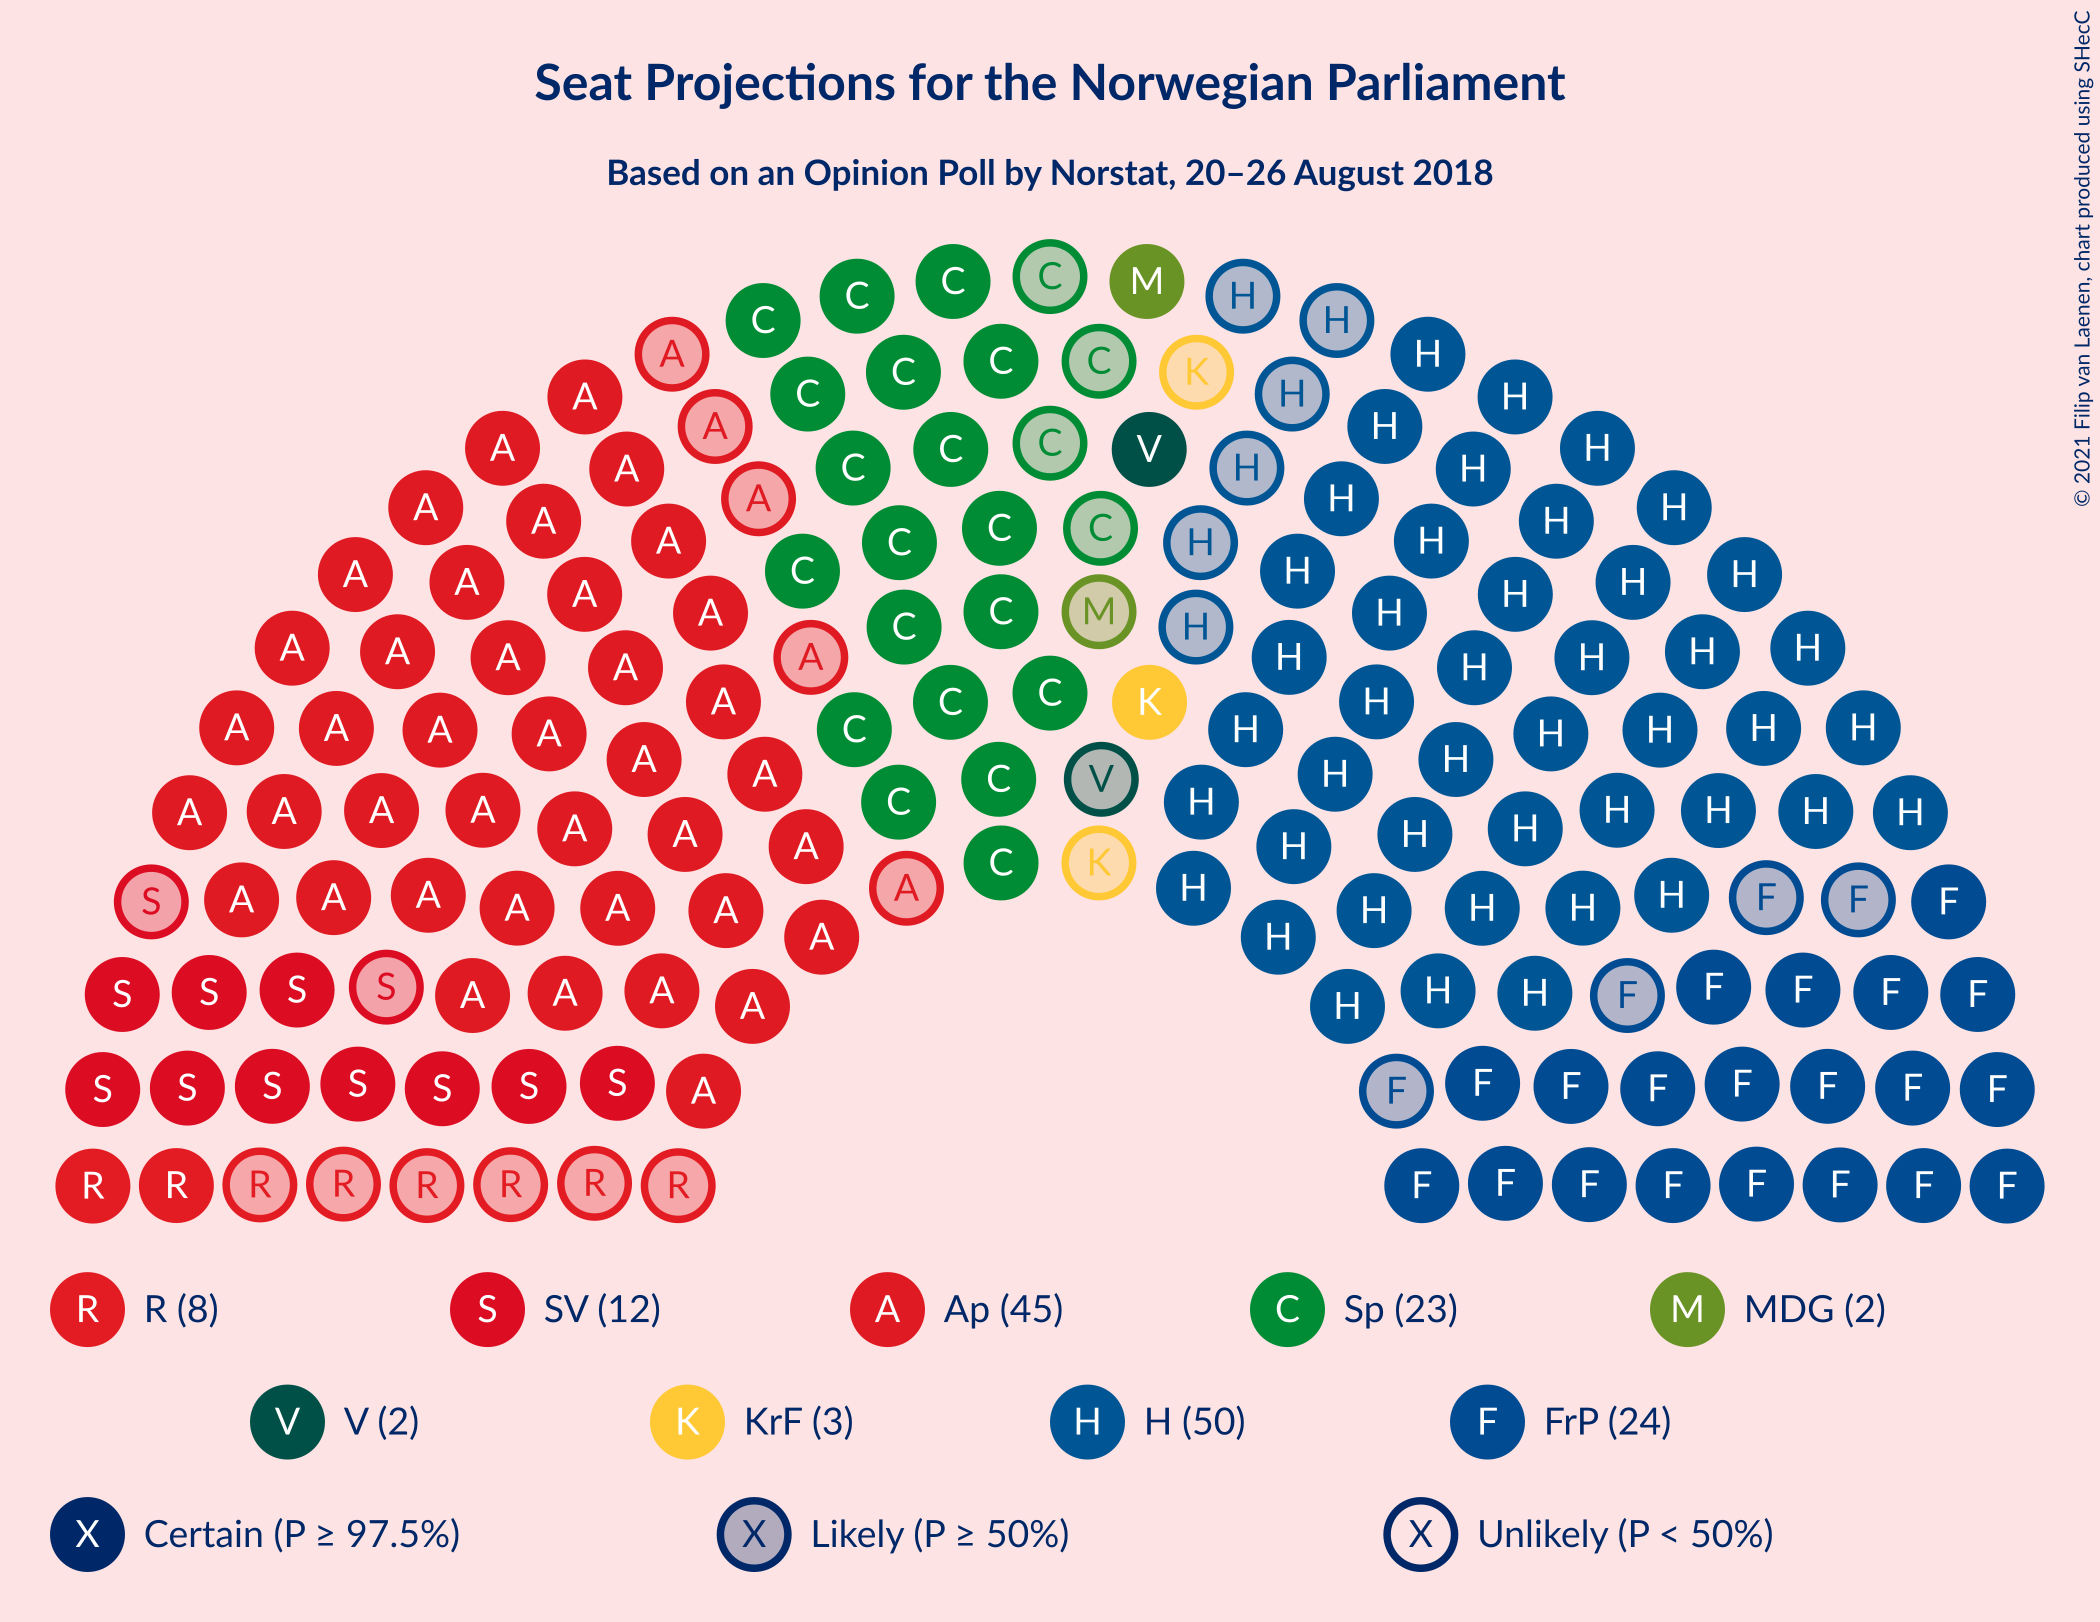 Seat Projections for the Norwegian Parliament
Based on an Opinion Poll by Norstat, 20–26 August 2018
© 2021 Filip van Laenen, chart produced using SHecC
C C C C M H H
A C C C C K H H
A A C C C V H H H
A A A C C C C H H H H
A A A C C M H H H H
A A A A A C C C K H H H H H
A A A A A A C C V H H H H H H
A A A A A A A A C K H H H H H H H H
S A A A A A A A A H H H H H H F F F
S S S S A A A A H H H F F F F F
S S S S S S S A F F F F F F F F
R R R R R R R R F F F F F F F F
R R (8) S SV (12) A Ap (45) C Sp (23) M MDG (2)
V V (2) K KrF (3) H H (50) F FrP (24)
X Certain (P ≥ 97.5%) X Likely (P ≥ 50%) X Unlikely (P < 50%)